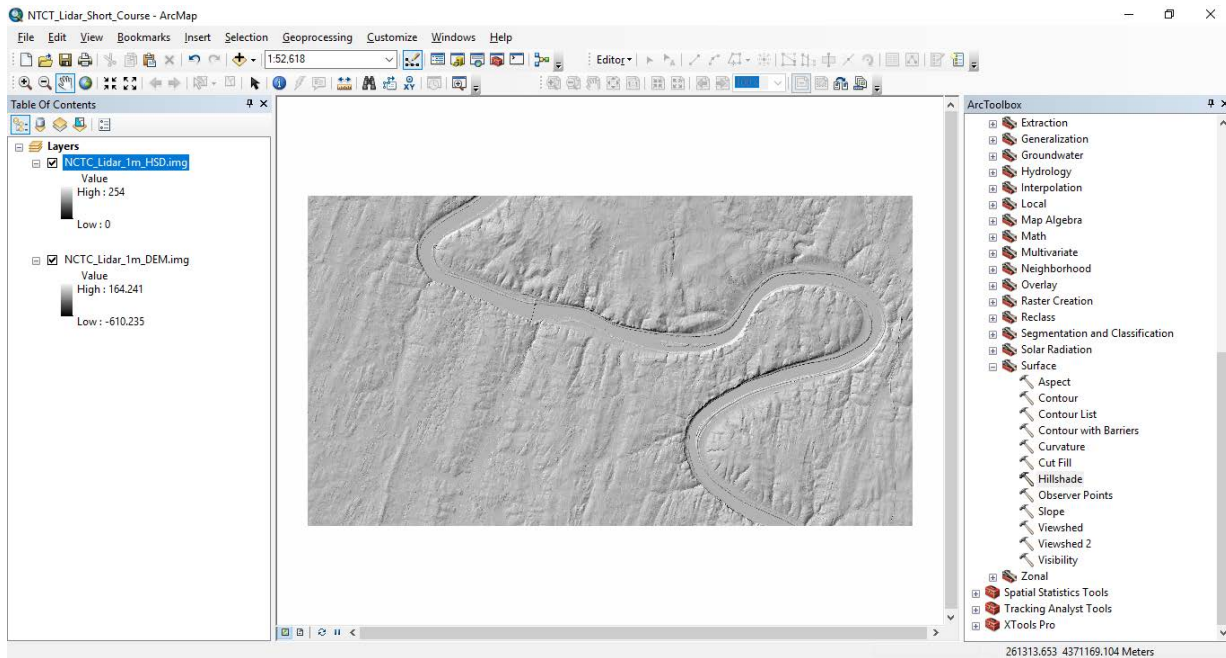 NTCT_Lidar_Short_Course - ArcMap
File Edit View Bookmarks Insert Selection Geoprocessing Customize Windows Help
1:52,618
Editor
Table Of Contents
Layers
NCTC_Lidar_1m_HSD.img
Value
High : 254
Low : 0
NCTC_Lidar_1m_DEM.img
Value
High : 164.241
Low : -610.235
ArcToolbox
Extraction
Generalization
Groundwater
Hydrology
Interpolation
Local
Map Algebra
Math
Multivariate
Neighborhood
Overlay
Raster Creation
Reclass
Segmentation and Classification
Solar Radiation
Surface
Aspect
Contour
Contour List
Contour with Barriers
Curvature
Cut Fill
Hillshade
Observer Points
Slope
Viewshed
Viewshed 2
Visibility
Zonal
Spatial Statistics Tools
Tracking Analyst Tools
XTools Pro
261313.653 4371169.104 Meters